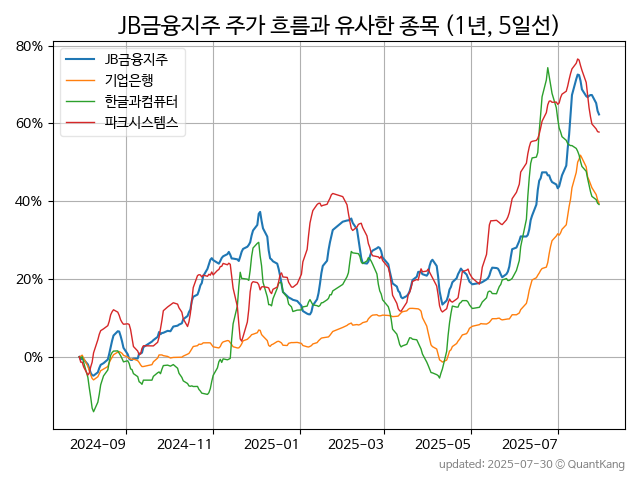 JB금융지주 주가 흐름과 유사한 종목 (1년, 5일선)
80%
60%
40%
20%
0%
JB금융지주
기업은행
한글과컴퓨터
파크시스템스
2024-09
2024-11
2025-01
2025-03
2025-05
2025-07
updated: 2025-07-30 © QuantKang